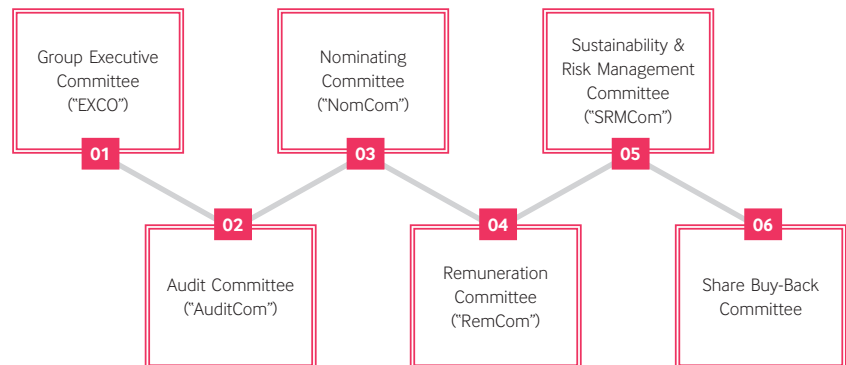 Group Executive
Committee
("EXCO")
01
Audit Committee
("AuditCom")
02
Nominating
Committee
("NomCom")
03
Remuneration
Committee
("RemCom")
04
Sustainability &
Risk Management
Committee
("SRMCom")
05
Share Buy-Back
Committee
06